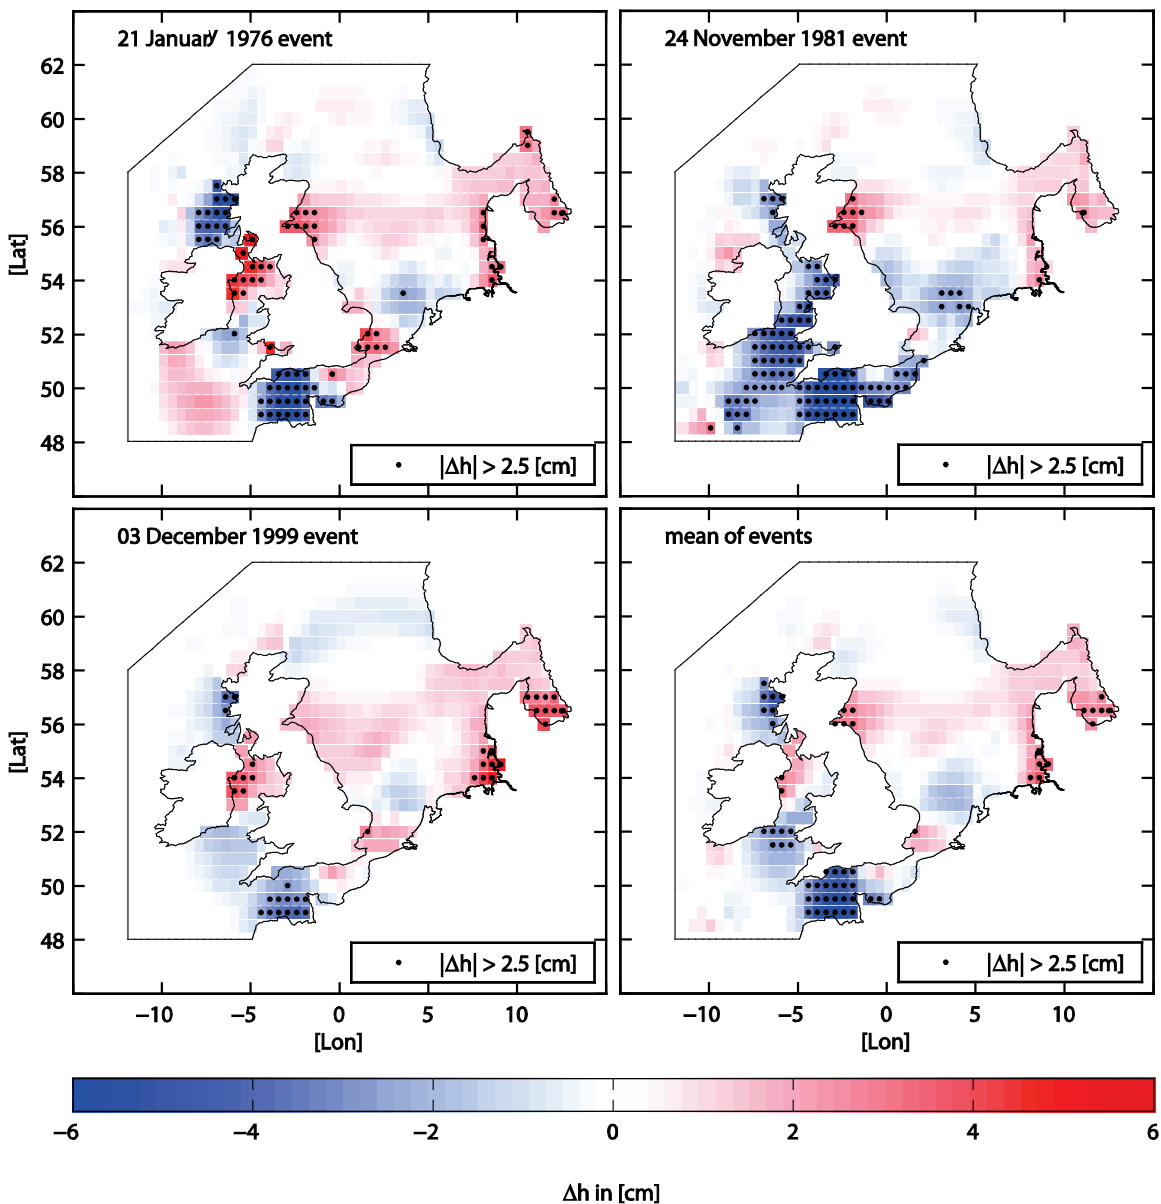 21 January 1976 event
24 November 1981 event
62
60
58
56
54
52
50
48
[Lat]
|Δh| > 2.5 [cm]
|Δh| > 2.5 [cm]
03 December 1999 event
mean of events
62
60
58
56
54
52
50
48
[Lat]
|Δh| > 2.5 [cm]
|Δh| > 2.5 [cm]
−10 −5 0 5 10
−10 −5 0 5 10
[Lon]
[Lon]
−6 −4 −2 0 2 4 6
Δh in [cm]